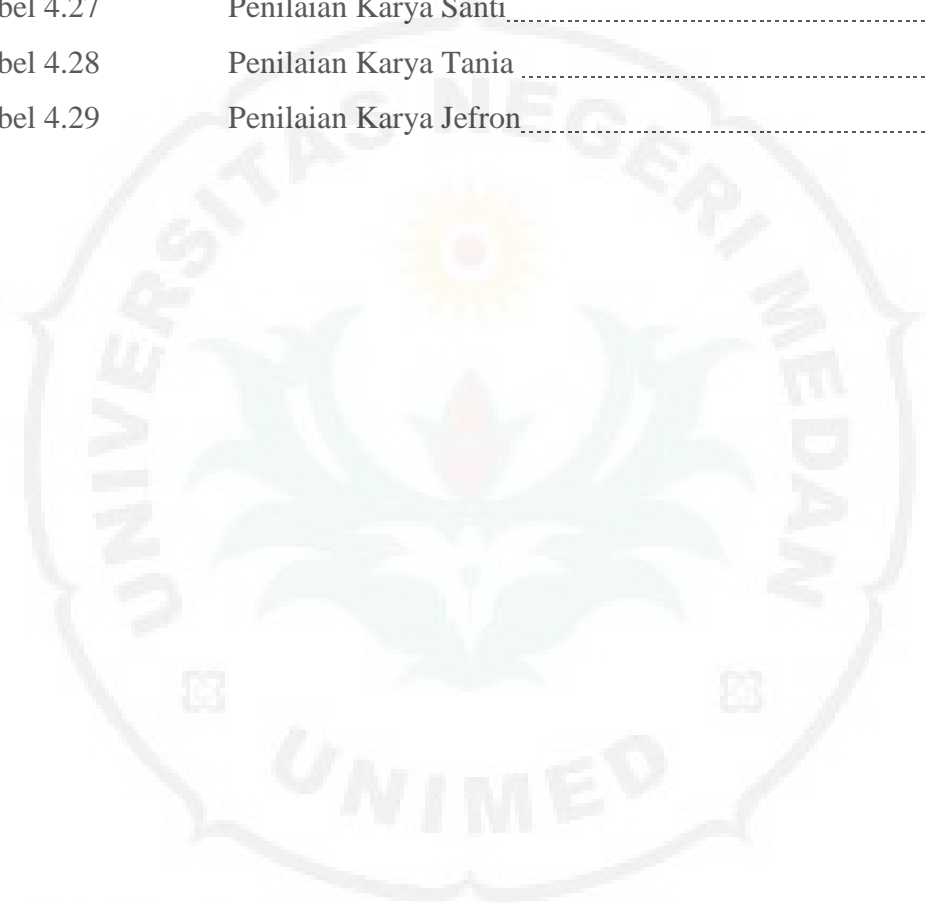 bel 4.27 Penilaian Karya Santi
bel 4.28 Penilaian Karya Tania
bel 4.29 Penilaian Karya Jefron
UNIVERSITAS NEGERI MEDAN
UNIMED